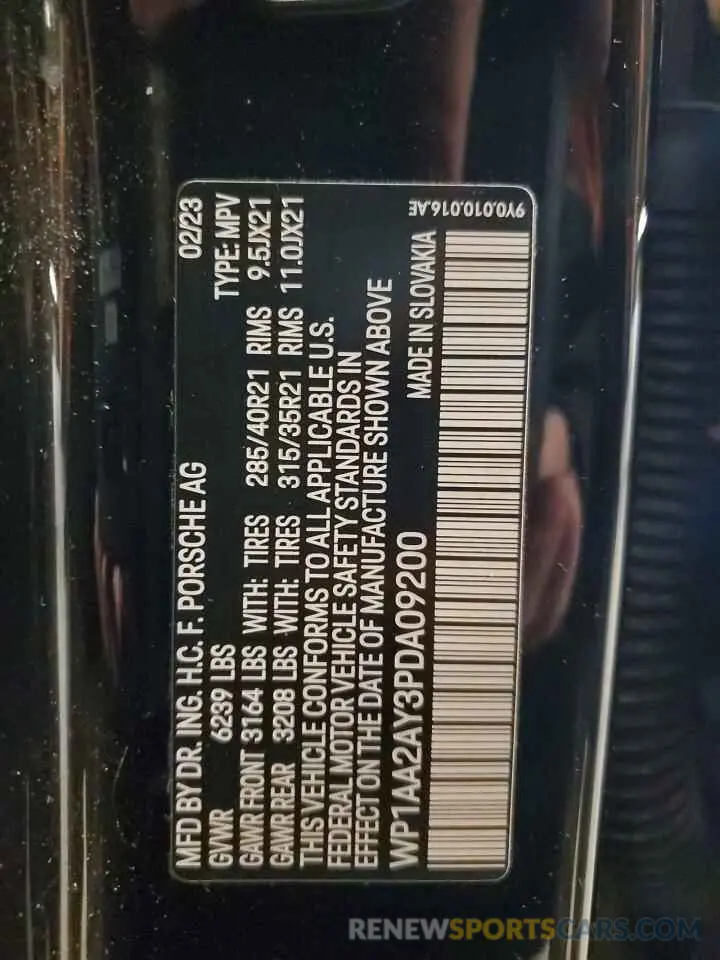 MFD BY DR. ING. H.C. F. PORSCHE AG 02/23
GVWR 6239 LBS TYPE: MPV
GAWR FRONT 3164 LBS WITH: TIRES 285/40R21 RIMS 9.5JX21
GAWR REAR 3208 LBS WITH: TIRES 315/35R21 RIMS 11.0JX21
THIS VEHICLE CONFORMS TO ALL APPLICABLE U.S.
FEDERAL MOTOR VEHICLE SAFETY STANDARDS IN
EFFECT ON THE DATE OF MANUFACTURE SHOWN ABOVE
WP1AA2AY3PDA09200 MADE IN SLOVAKIA
9Y0.010.016.AE
RENEWSPORTSCARS.COM